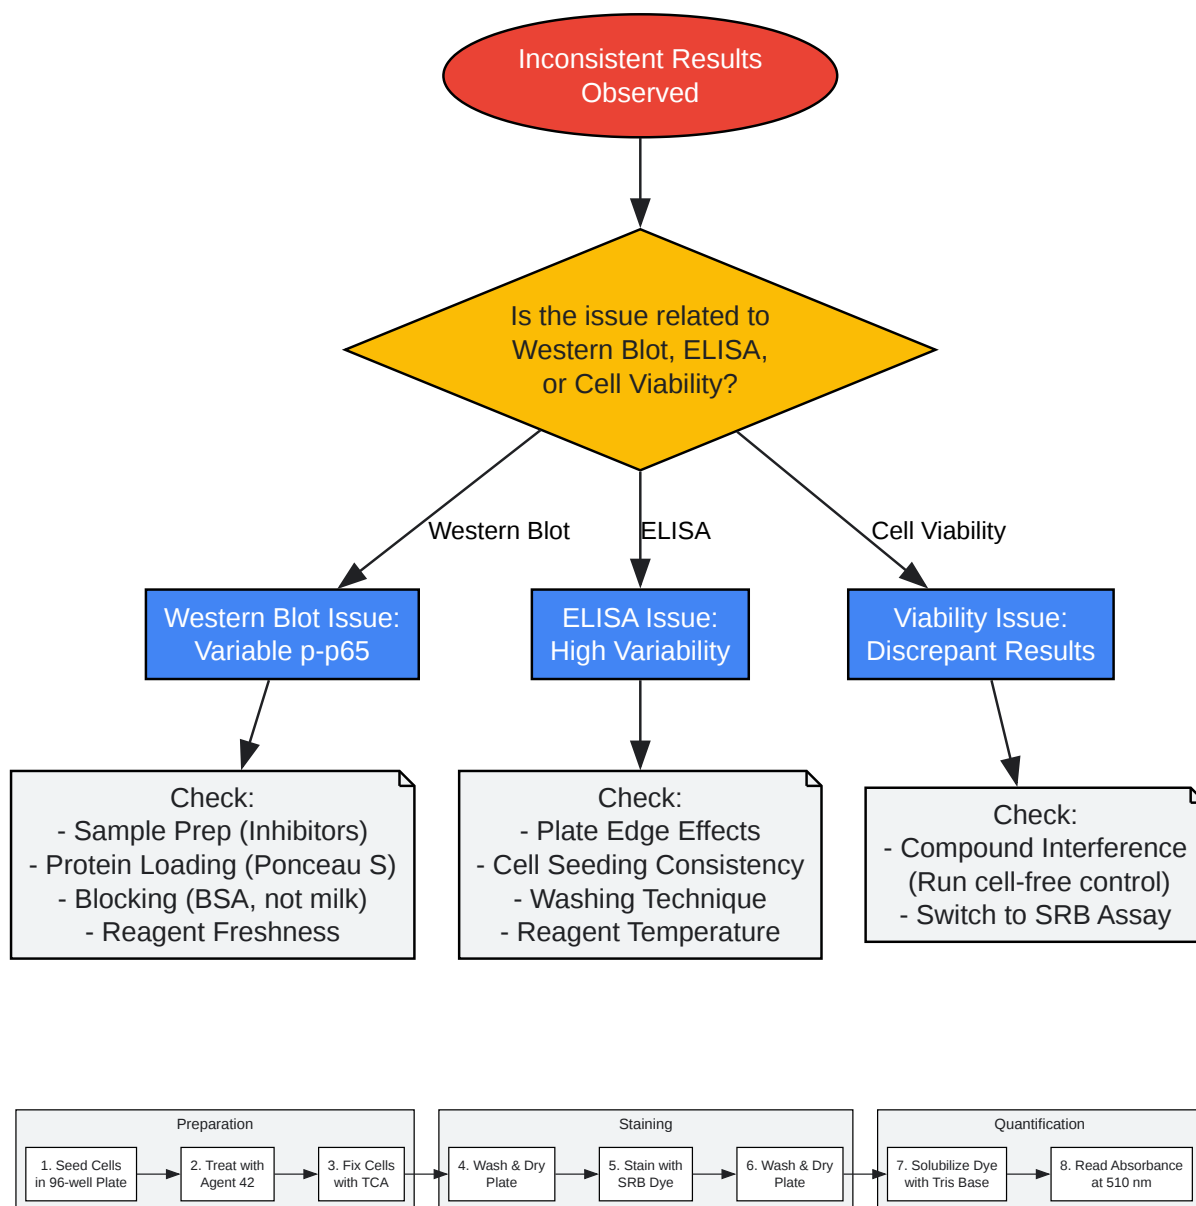 Inconsistent Results
Observed
Is the issue related to
Western Blot, ELISA,
or Cell Viability?
Western Blot
ELISA
Cell Viability
Western Blot Issue:
Variable p-p65
ELISA Issue:
High Variability
Viability Issue:
Discrepant Results
Check:
- Sample Prep (Inhibitors)
- Protein Loading (Ponceau S)
- Blocking (BSA, not milk)
- Reagent Freshness
Check:
- Plate Edge Effects
- Cell Seeding Consistency
- Washing Technique
- Reagent Temperature
Check:
- Compound Interference
(Run cell-free control)
- Switch to SRB Assay
Preparation
1. Seed Cells
in 96-well Plate
2. Treat with
Agent 42
3. Fix Cells
with TCA
Staining
4. Wash & Dry
Plate
5. Stain with
SRB Dye
6. Wash & Dry
Plate
Quantification
7. Solubilize Dye
with Tris Base
8. Read Absorbance
at 510 nm